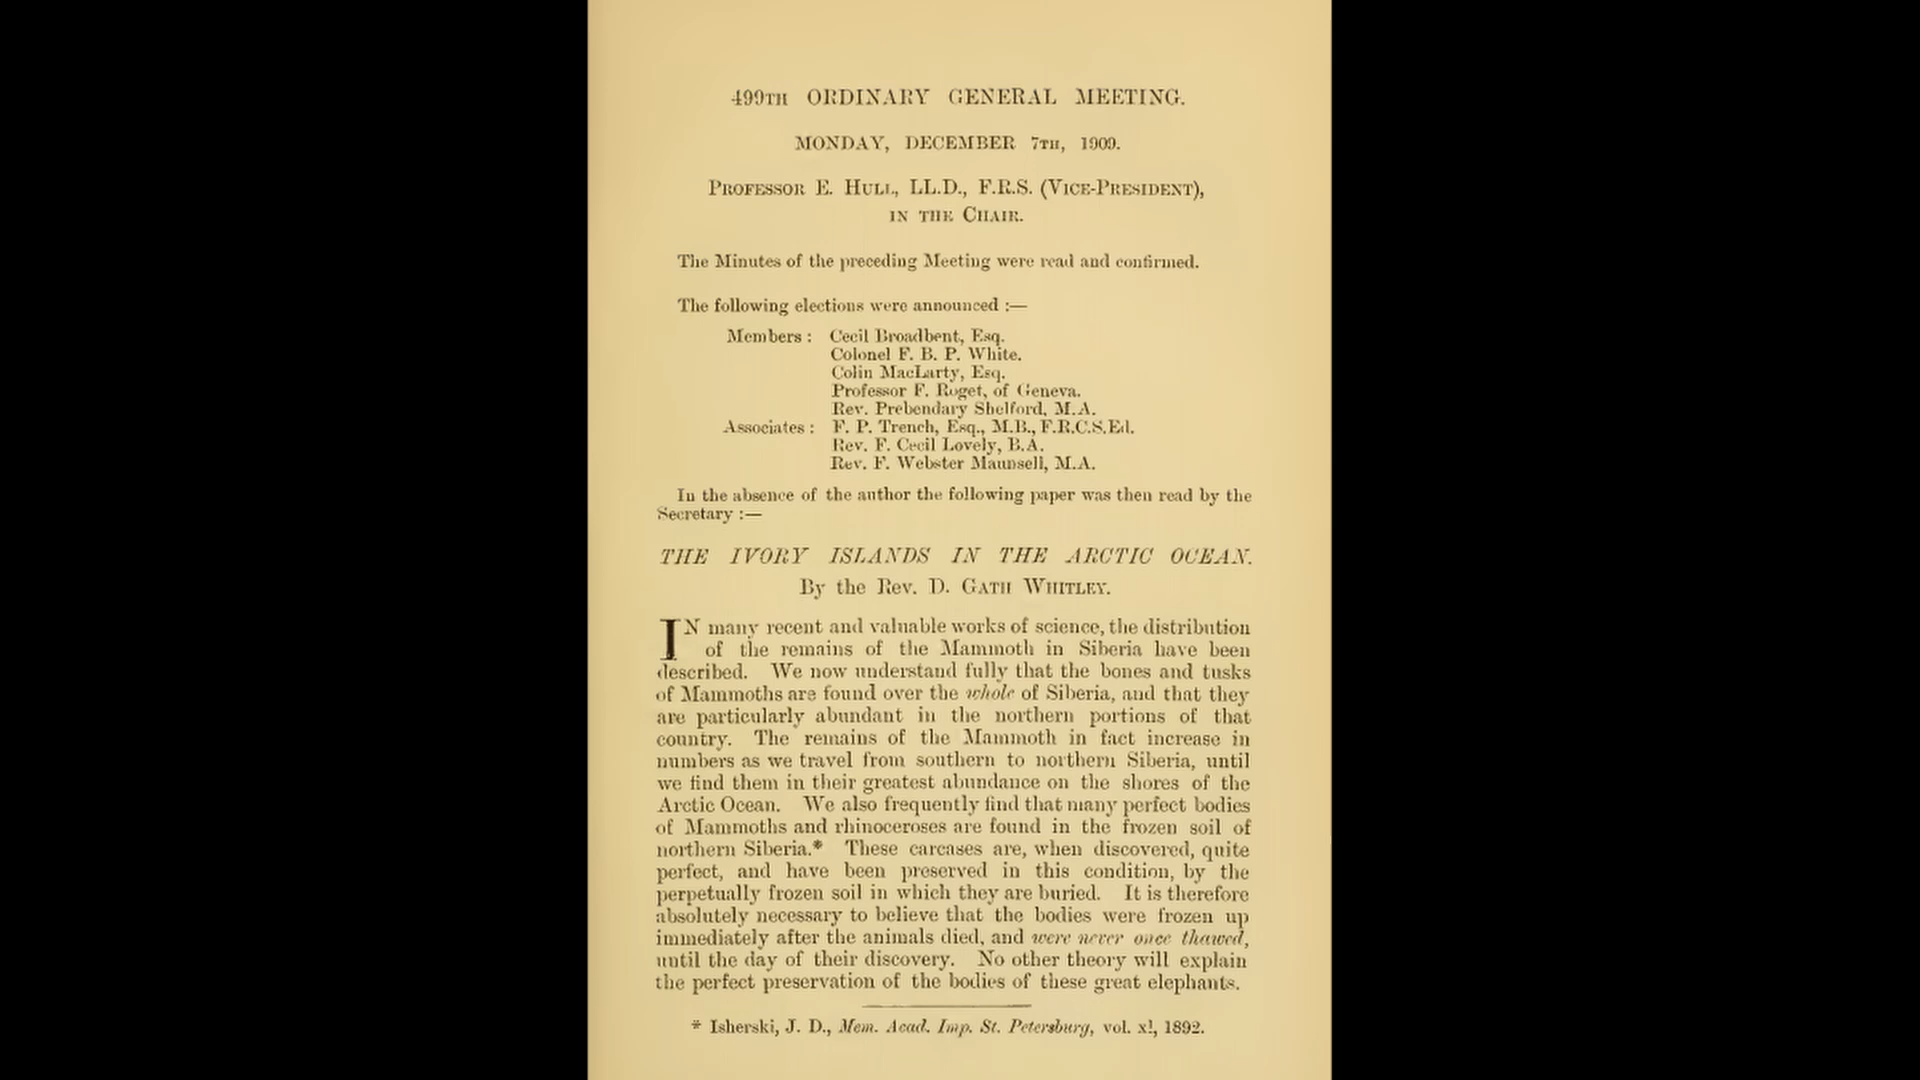 499TH ORDINARY GENERAL MEETING.
MONDAY, DECEMBER 7TH, 1909.
PROFESSOR E. HULL, LL.D., F.R.S. (VICE-PRESIDENT),
IN THE CHAIR.
The Minutes of the preceding Meeting were read and confirmed.
The following elections were announced :—
Members : Cecil Broadbent, Esq.
Colonel F. B. P. White.
Colin MacLarty, Esq.
Professor F. Roget, of Geneva.
Rev. Prebendary Shelford, M.A.
Associates : F. P. Trench, Esq., M.B., F.R.C.S.Ed.
Rev. F. Cecil Lovely, B.A.
Rev. F. Webster Maunsell, M.A.
In the absence of the author the following paper was then read by the
Secretary :—
THE IVORY ISLANDS IN THE ARCTIC OCEAN.
By the Rev. D. GATH WHITLEY.
IN many recent and valuable works of science, the distribution
of the remains of the Mammoth in Siberia have been
described. We now understand fully that the bones and tusks
of Mammoths are found over the whole of Siberia, and that they
are particularly abundant in the northern portions of that
country. The remains of the Mammoth in fact increase in
numbers as we travel from southern to northern Siberia, until
we find them in their greatest abundance on the shores of the
Arctic Ocean. We also frequently find that many perfect bodies
of Mammoths and rhinoceroses are found in the frozen soil of
northern Siberia.* These carcases are, when discovered, quite
perfect, and have been preserved in this condition, by the
perpetually frozen soil in which they are buried. It is therefore
absolutely necessary to believe that the bodies were frozen up
immediately after the animals died, and were never once thawed,
until the day of their discovery. No other theory will explain
the perfect preservation of the bodies of these great elephants.
* Isherski, J. D., Mem. Acad. Imp. St. Petersburg, vol. xl, 1892.